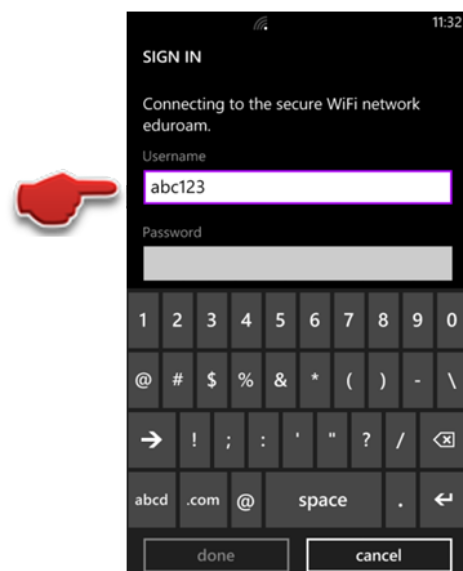 11:32
SIGN IN
Connecting to the secure WiFi network
eduroam.
Username
abc123
Password
1 2 3 4 5 6 7 8 9 0
@ # $ % & * ( ) - \
→ ! ; : ' " ? /
abcd .com @ space .
done cancel